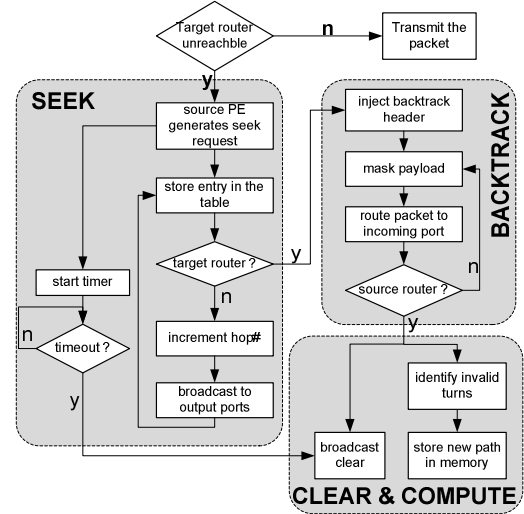 Target router
unreachble
n
Transmit the
packet
y
SEEK
source PE
generates seek
request
store entry in the
table
target router ?
y
n
start timer
increment hop#
n
timeout ?
broadcast to
output ports
y
inject backtrack
header
mask payload
route packet to
incoming port
n
source router ?
y
BACKTRACK
identify invalid
turns
broadcast
clear
store new path
in memory
CLEAR & COMPUTE